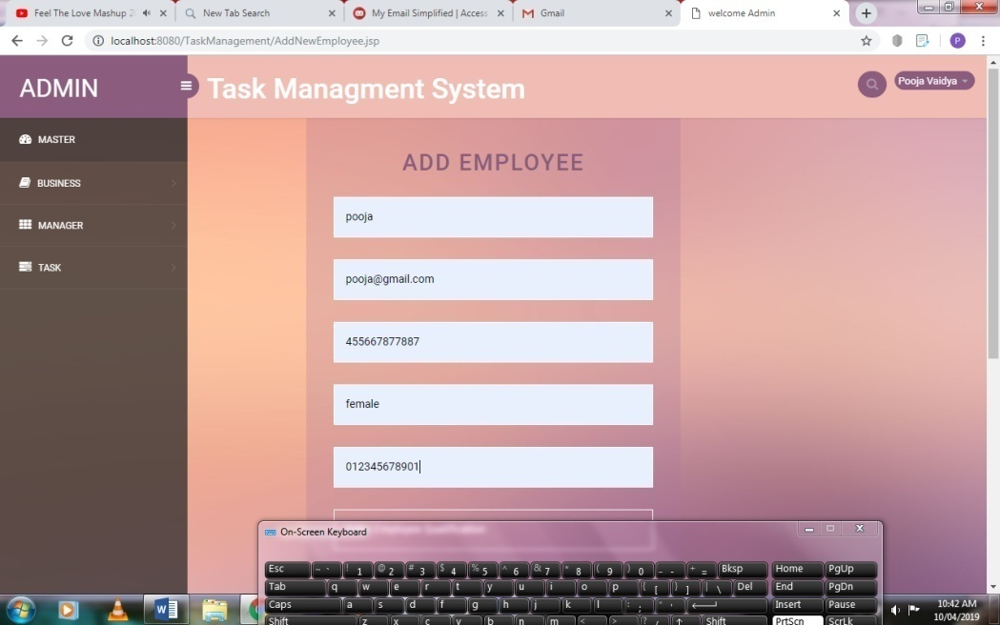 Feel The Love Mashup 2
New Tab Search
My Email Simplified | Access
Gmail
welcome Admin
localhost:8080/TaskManagement/AddNewEmployee.jsp
P
ADMIN
Task Managment System
Pooja Vaidya
MASTER
BUSINESS
MANAGER
TASK
ADD EMPLOYEE
pooja
pooja@gmail.com
455667877887
female
012345678901
On-Screen Keyboard
Esc ~ ` ! 1 @ 2 # 3 $ 4 % 5 ^ 6 & 7 * 8 ( 9 ) 0 _ - + = Bksp Home PgUp
Tab q w e r t y u i o p { [ } ] | \ Del End PgDn
Caps a s d f g h j k l : ; " ' Insert Pause
Shift z x c v b n m < > ? / Shift PrtScn ScrLk
W
10:42 AM
10/04/2019